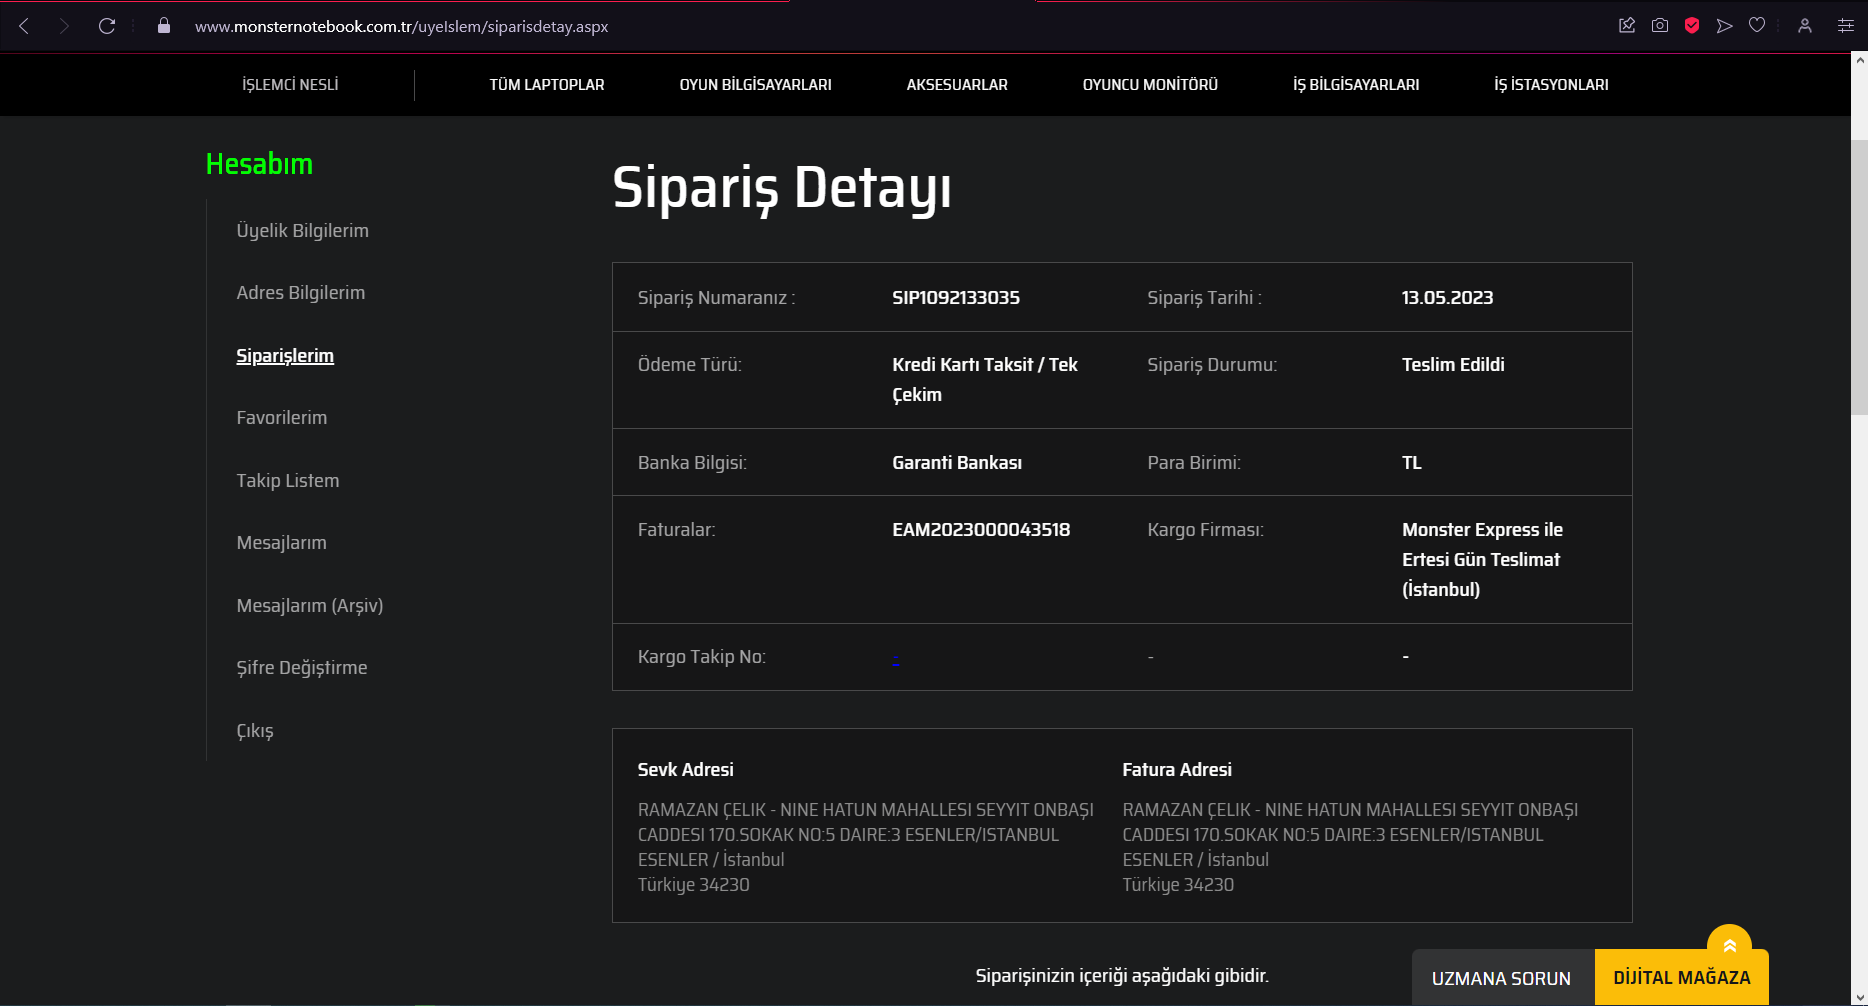 www.monsternotebook.com.tr/uyeIslem/siparisdetay.aspx
İŞLEMCİ NESLİ
TÜM LAPTOPLAR
OYUN BİLGİSAYARLARI
AKSESUARLAR
OYUNCU MONİTÖRÜ
İŞ BİLGİSAYARLARI
İŞ İSTASYONLARI
Hesabım
Üyelik Bilgilerim
Adres Bilgilerim
Siparişlerim
Favorilerim
Takip Listem
Mesajlarım
Mesajlarım (Arşiv)
Şifre Değiştirme
Çıkış
Sipariş Detayı
Sipariş Numaranız :
SIP1092133035
Sipariş Tarihi :
13.05.2023
Ödeme Türü:
Kredi Kartı Taksit / Tek
Çekim
Sipariş Durumu:
Teslim Edildi
Banka Bilgisi:
Garanti Bankası
Para Birimi:
TL
Faturalar:
EAM2023000043518
Kargo Firması:
Monster Express ile
Ertesi Gün Teslimat
(İstanbul)
Kargo Takip No:
-
-
-
Sevk Adresi
RAMAZAN ÇELIK - NINE HATUN MAHALLESI SEYYIT ONBAŞI
CADDESI 170.SOKAK NO:5 DAIRE:3 ESENLER/ISTANBUL
ESENLER / İstanbul
Türkiye 34230
Fatura Adresi
RAMAZAN ÇELIK - NINE HATUN MAHALLESI SEYYIT ONBAŞI
CADDESI 170.SOKAK NO:5 DAIRE:3 ESENLER/ISTANBUL
ESENLER / İstanbul
Türkiye 34230
Siparişinizin içeriği aşağıdaki gibidir.
UZMANA SORUN
DİJİTAL MAĞAZA